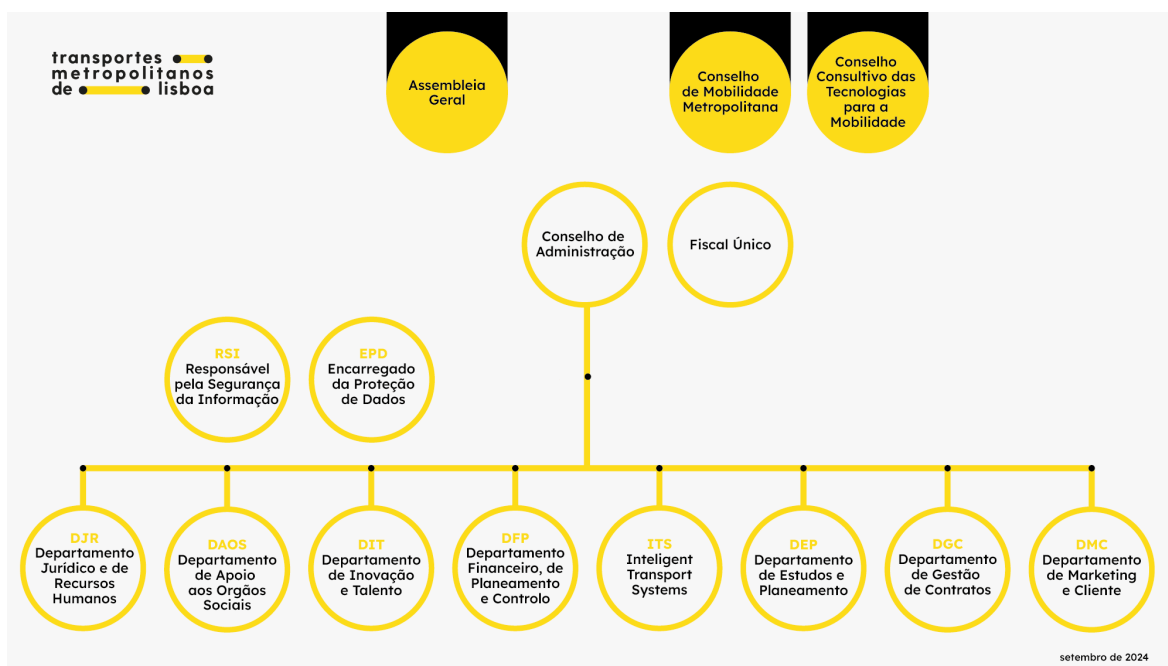 transportes
metropolitanos
de lisboa
Assembleia
Geral
Conselho
de Mobilidade
Metropolitana
Conselho
Consultivo das
Tecnologias
para a
Mobilidade
Conselho de
Administração
Fiscal Único
RSI
Responsável
pela Segurança
da Informação
EPD
Encarregado
da Proteção
de Dados
DJR
Departamento
Jurídico e de
Recursos
Humanos
DAOS
Departamento
de Apoio
aos Orgãos
Sociais
DIT
Departamento
de Inovação
e Talento
DFP
Departamento
Financeiro, de
Planeamento
e Controlo
ITS
Inteligent
Transport
Systems
DEP
Departamento
de Estudos e
Planeamento
DGC
Departamento
de Gestão
de Contratos
DMC
Departamento
de Marketing
e Cliente
setembro de 2024